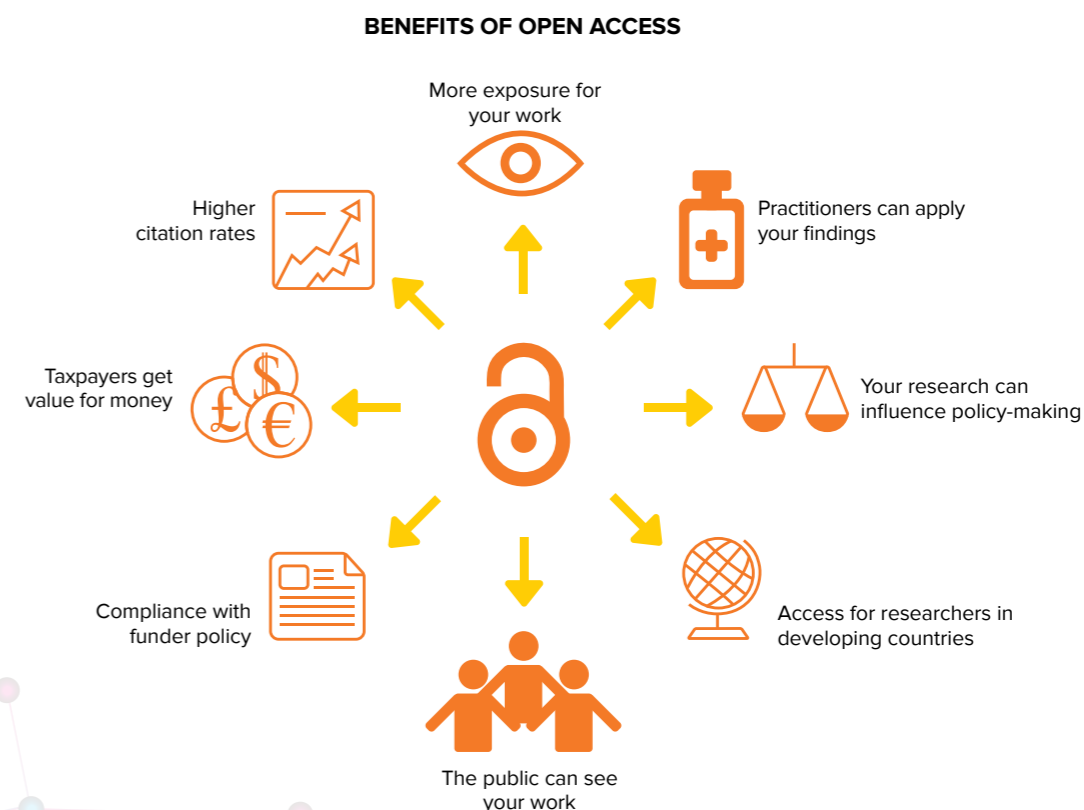 BENEFITS OF OPEN ACCESS
More exposure for
your work
Higher
citation rates
Practitioners can apply
your findings
Taxpayers get
value for money
$
£
€
Your research can
influence policy-making
Compliance with
funder policy
Access for researchers in
developing countries
The public can see
your work